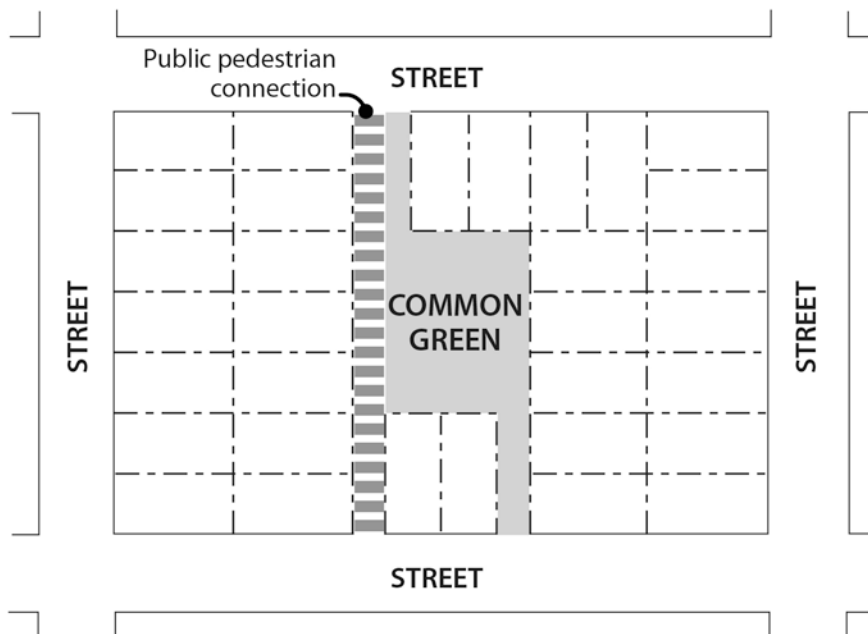 Public pedestrian
connection
STREET
STREET
COMMON
GREEN
STREET
STREET